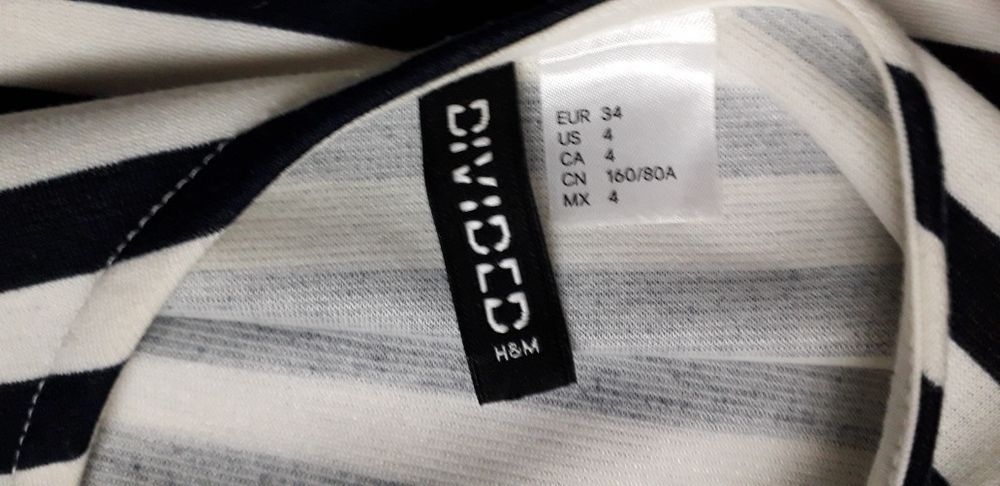 DIVIDED
H&M
EUR 34
US 4
CA 4
CN 160/80A
MX 4